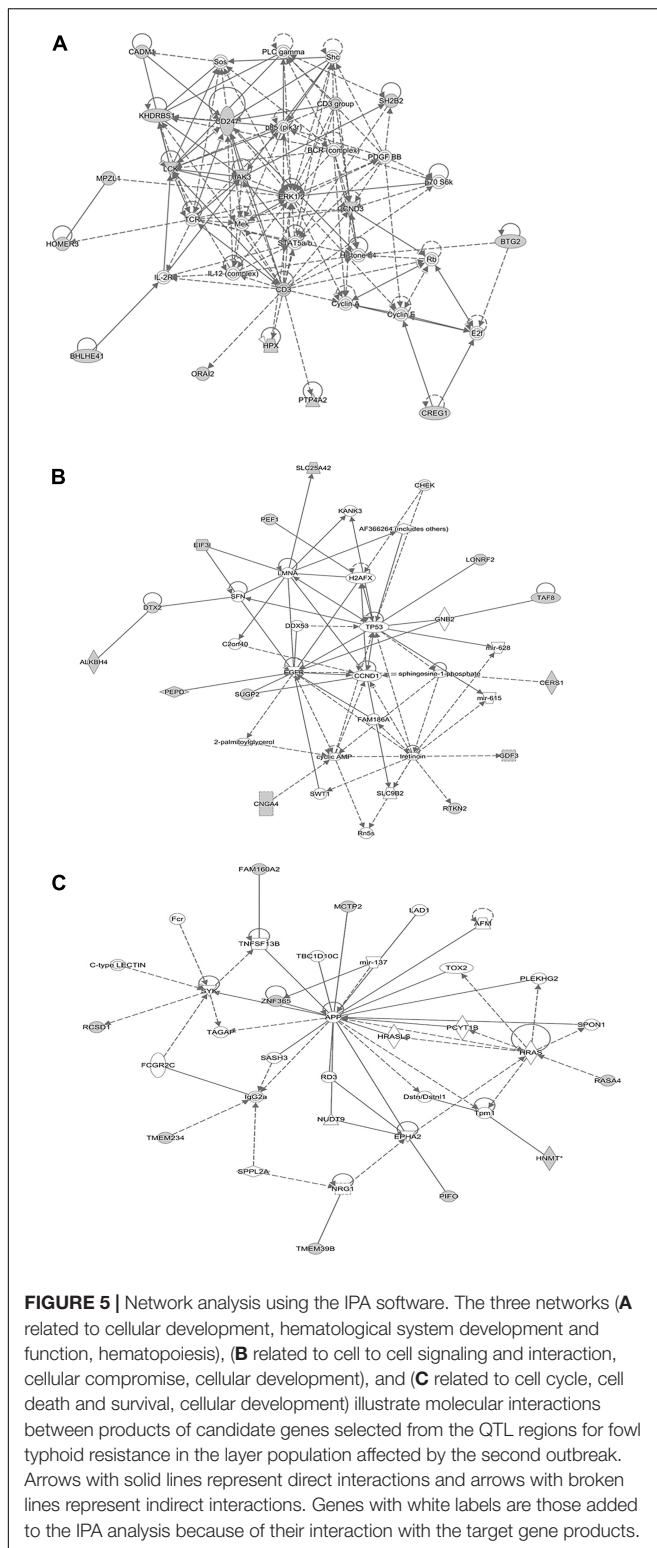 A
CADM1
PLC gamma
Shc
Sos
CD3 group
SH2B2
KHDRBS1
CD247
p85 (pik3r)
BCR (complex)
PDGF BB
LCK
JAK3
MPZL1
ERK1/2
p70 S6k
CCND3
TCR
Mek
HOMER3
STAT5a/b
BTG2
Histone h4
Rb
IL-2R
IL12 (complex)
CD3
Cyclin A
Cyclin E
E2f
HPX
BHLHE41
ORAI2
PTP4A2
CREG1
B
SLC25A42
CHEK
KANK3
PEF1
AF366264 (includes others)
EIF3I
LONRF2
LMNA
H2AFX
DTX2
SFN
TAF8
GNB2
DDX53
TP53
C2orf40
mir-628
ALKBH4
EGFR
CCND1
sphingosine-1-phosphate
CERS1
PEPD
SUGP2
mir-615
FAM186A
2-palmitoylglycerol
cyclic AMP
tretinoin
GDF3
CNGA4
SWT1
SLC9B2
RTKN2
Rn5s
C
FAM160A2
MCTP2
LAD1
Fcr
AFM
TNFSF13B
TBC1D10C
mir-137
C-type LECTIN
TOX2
SYK
ZNF365
PLEKHG2
APP
RCSD1
TAGAP
PCYT1B
SPON1
HRASLS
HRAS
FCGR2C
SASH3
RD3
RASA4
IgG2a
Dstn/Dstnl1
Tpm1
NUDT9
TMEM234
EPHA2
HNMT*
SPPL2A
NRG1
PIFO
TMEM39B
FIGURE 5 | Network analysis using the IPA software. The three networks (A
related to cellular development, hematological system development and
function, hematopoiesis), (B related to cell to cell signaling and interaction,
cellular compromise, cellular development), and (C related to cell cycle, cell
death and survival, cellular development) illustrate molecular interactions
between products of candidate genes selected from the QTL regions for fowl
typhoid resistance in the layer population affected by the second outbreak.
Arrows with solid lines represent direct interactions and arrows with broken
lines represent indirect interactions. Genes with white labels are those added
to the IPA analysis because of their interaction with the target gene products.